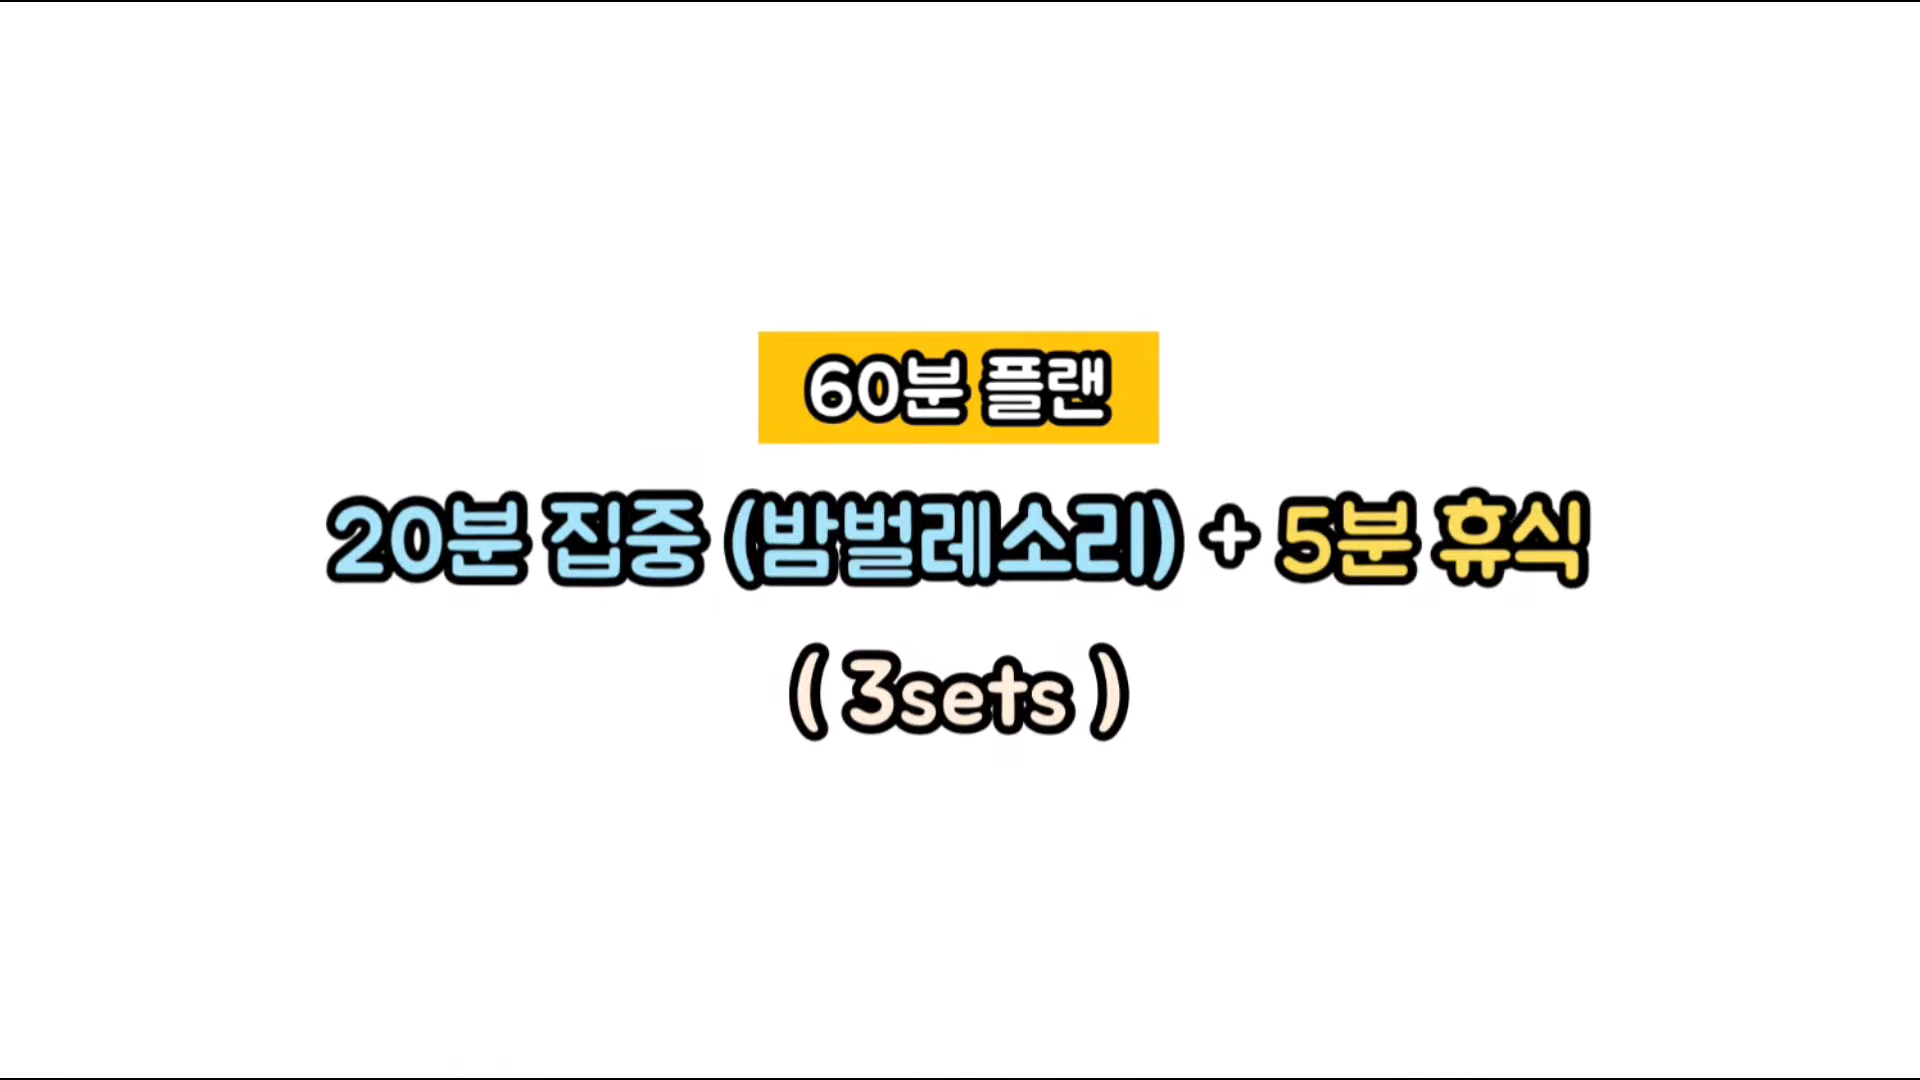 60분 플랜
20분 집중 (밤벌레소리) + 5분 휴식
( 3sets )